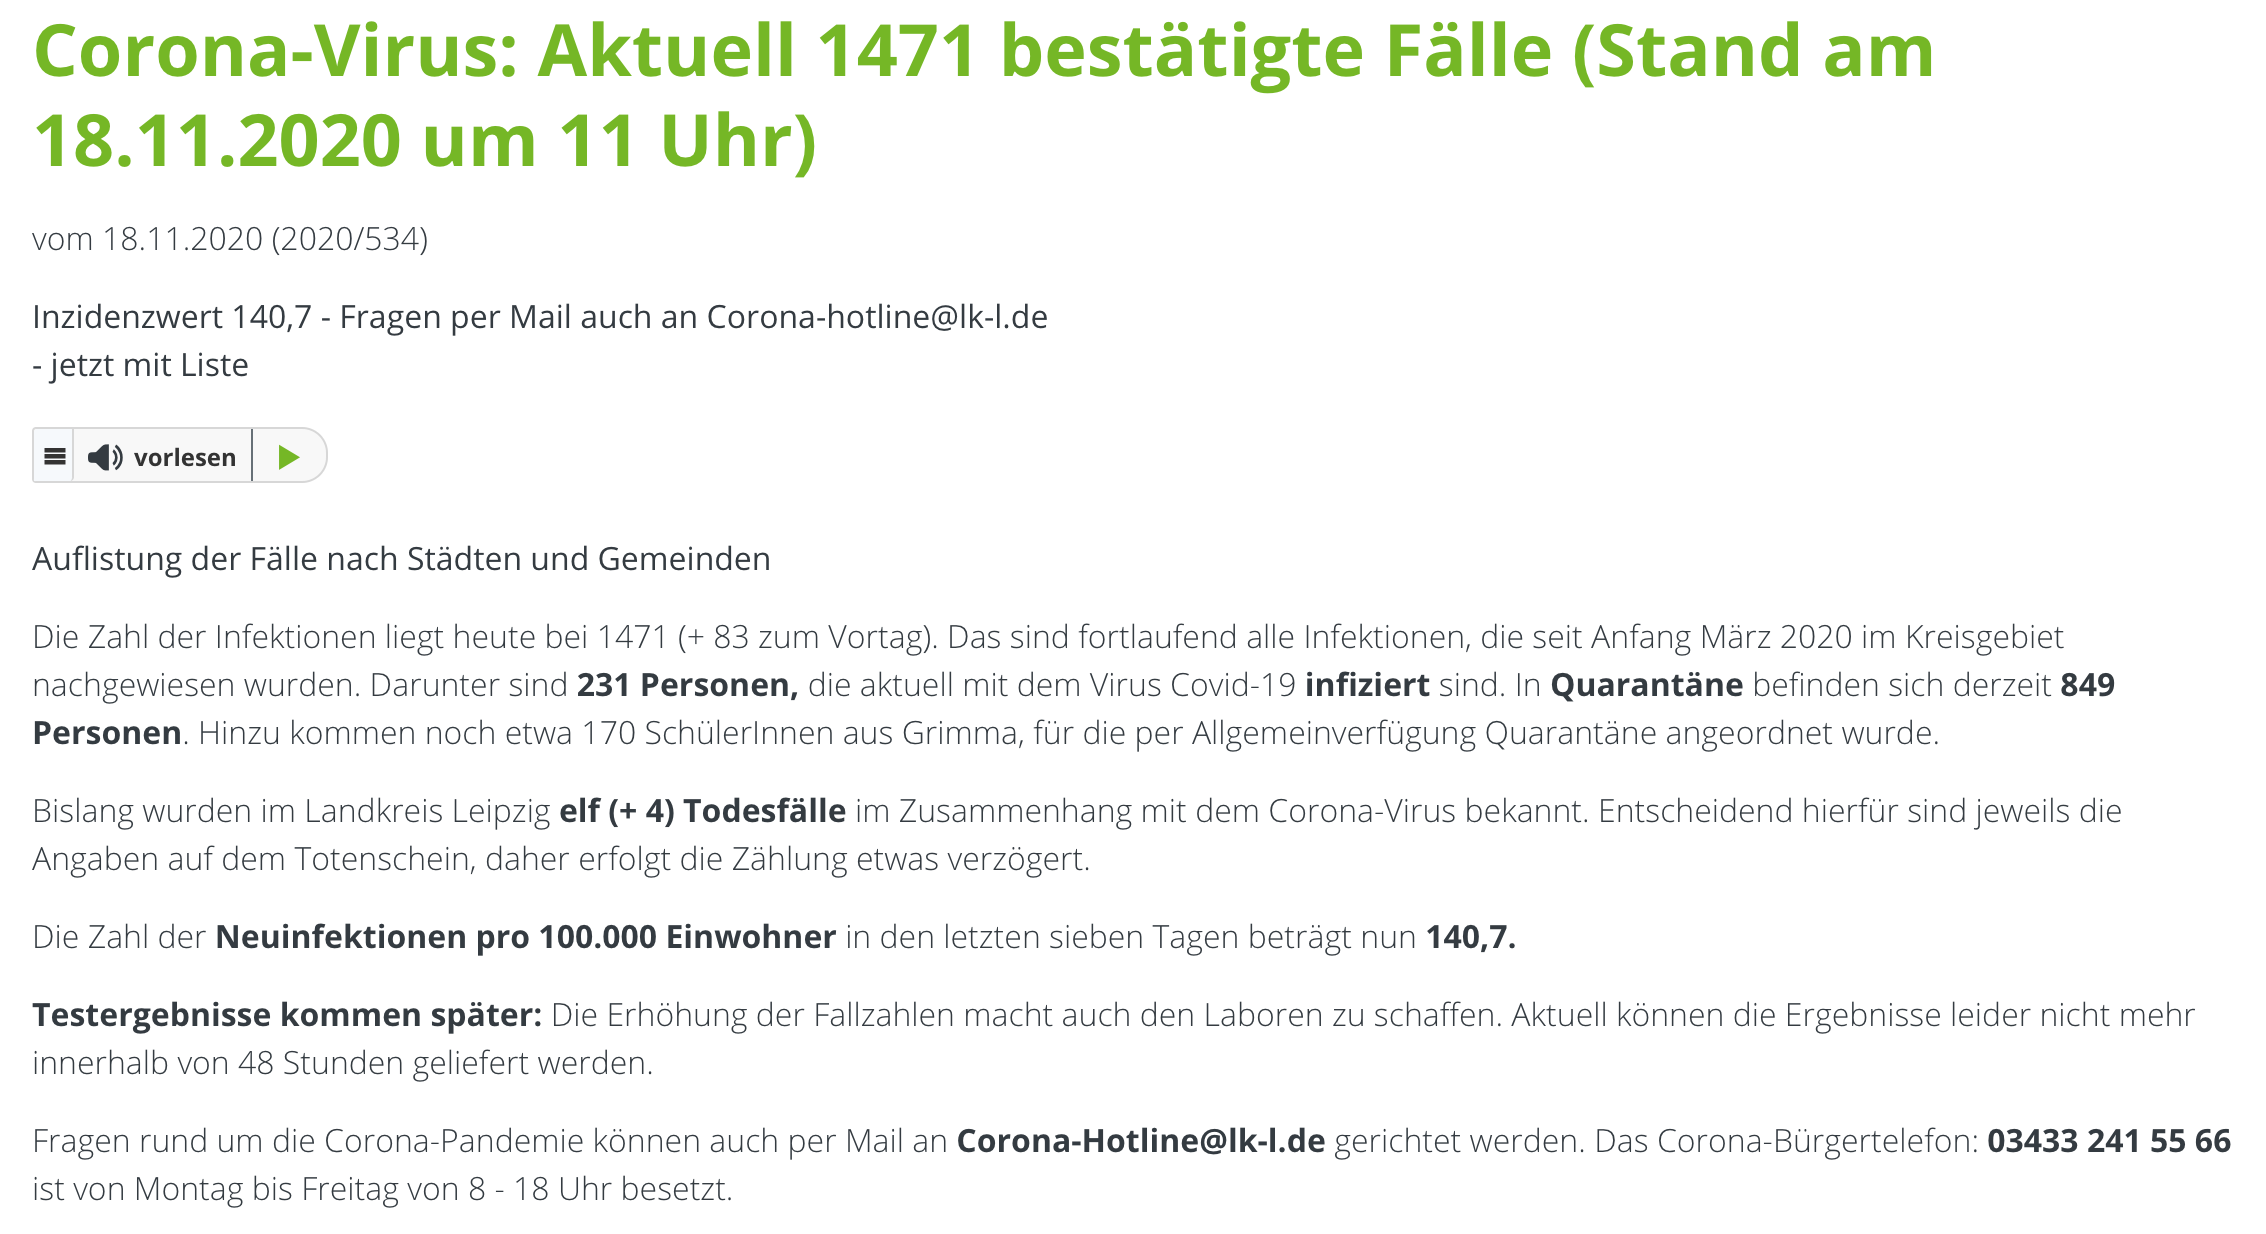 Corona-Virus: Aktuell 1471 bestätigte Fälle (Stand am
18.11.2020 um 11 Uhr)
vom 18.11.2020 (2020/534)
Inzidenzwert 140,7 - Fragen per Mail auch an Corona-hotline@lk-l.de
- jetzt mit Liste
vorlesen
Auflistung der Fälle nach Städten und Gemeinden
Die Zahl der Infektionen liegt heute bei 1471 (+ 83 zum Vortag). Das sind fortlaufend alle Infektionen, die seit Anfang März 2020 im Kreisgebiet
nachgewiesen wurden. Darunter sind 231 Personen, die aktuell mit dem Virus Covid-19 infiziert sind. In Quarantäne befinden sich derzeit 849
Personen. Hinzu kommen noch etwa 170 SchülerInnen aus Grimma, für die per Allgemeinverfügung Quarantäne angeordnet wurde.
Bislang wurden im Landkreis Leipzig elf (+ 4) Todesfälle im Zusammenhang mit dem Corona-Virus bekannt. Entscheidend hierfür sind jeweils die
Angaben auf dem Totenschein, daher erfolgt die Zählung etwas verzögert.
Die Zahl der Neuinfektionen pro 100.000 Einwohner in den letzten sieben Tagen beträgt nun 140,7.
Testergebnisse kommen später: Die Erhöhung der Fallzahlen macht auch den Laboren zu schaffen. Aktuell können die Ergebnisse leider nicht mehr
innerhalb von 48 Stunden geliefert werden.
Fragen rund um die Corona-Pandemie können auch per Mail an Corona-Hotline@lk-l.de gerichtet werden. Das Corona-Bürgertelefon: 03433 241 55 66
ist von Montag bis Freitag von 8 - 18 Uhr besetzt.